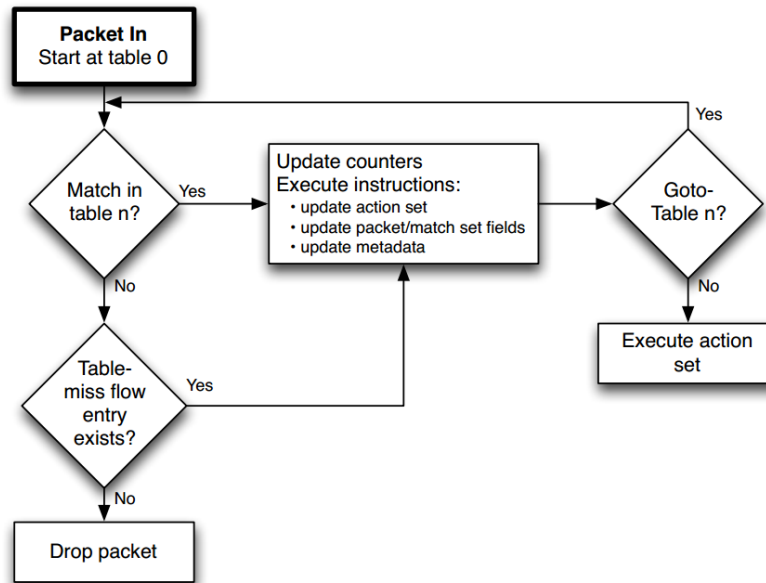 Packet In
Start at table 0
Yes
Match in
table n?
Yes
Update counters
Execute instructions:
• update action set
• update packet/match set fields
• update metadata
Goto-
Table n?
No
No
Table-
miss flow
entry
exists?
Yes
Execute action
set
No
Drop packet